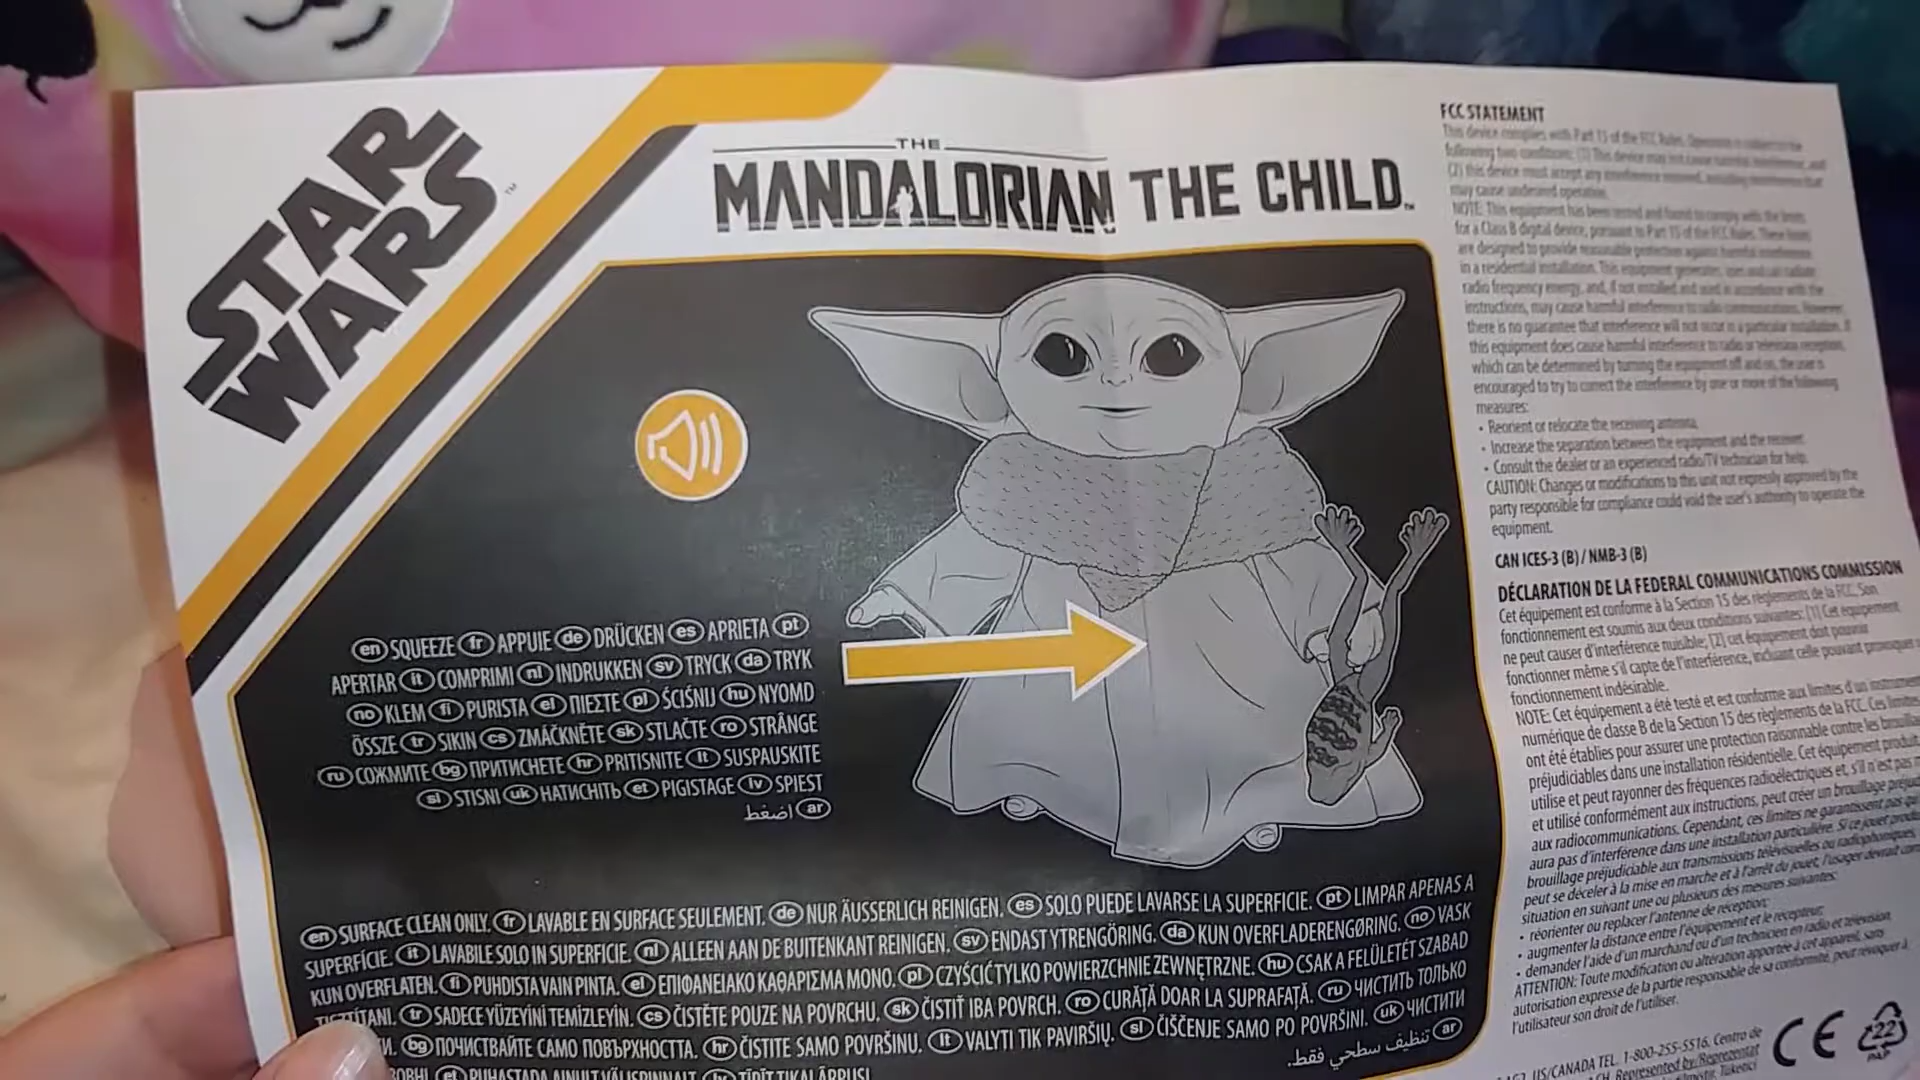 STAR
WARS™
THE
MANDALORIAN THE CHILD™
en SQUEEZE fr APPUIE de DRÜCKEN es APRIETA pt
APERTAR it COMPRIMI nl INDRUKKEN sv TRYCK da TRYK
no KLEM fi PURISTA el ΠΙΕΣΤΕ pl ŚCIŚNIJ hu NYOMD
ÖSSZE tr SIKIN cs ZMÁČKNĚTE sk STLAČTE ro STRÂNGE
ru СОЖМИТЕ bg ПРИТИСНЕТЕ hr PRITISNITE lt SUSPAUSKITE
sl STISNI uk НАТИСНІТЬ et PIGISTAGE lv SPIEST
ar اضغط
en SURFACE CLEAN ONLY. fr LAVABLE EN SURFACE SEULEMENT. de NUR ÄUSSERLICH REINIGEN. es SOLO PUEDE LAVARSE LA SUPERFICIE. pt LIMPAR APENAS A
SUPERFÍCIE. it LAVABILE SOLO IN SUPERFICIE. nl ALLEEN AAN DE BUITENKANT REINIGEN. sv ENDAST YTRENGÖRING. da KUN OVERFLADERENGØRING. no VASK
KUN OVERFLATEN. fi PUHDISTA VAIN PINTA. el ΕΠΙΦΑΝΕΙΑΚΟ ΚΑΘΑΡΙΣΜΑ ΜΟΝΟ. pl CZYŚCIĆ TYLKO POWIERZCHNIE ZEWNĘTRZNE. hu CSAK A FELÜLETÉT SZABAD
tr SADECE YÜZEYİNİ TEMİZLEYİN. cs ČISTĚTE POUZE NA POVRCHU. sk ČISTIŤ IBA POVRCH. ro CURĂȚĂ DOAR LA SUPRAFAȚĂ. ru ЧИСТИТЬ ТОЛЬКО
bg ПОЧИСТВАЙТЕ САМО ПОВЪРХНОСТТА. hr ČISTITE SAMO POVRŠINU. lt VALYTI TIK PAVIRŠIŲ. sl ČIŠČENJE SAMO PO POVRŠINI. uk ЧИСТИТИ
ar تنظيف سطحي فقط.
et PUHASTADA AINULT VÄLISPINNALT lv TĪRĪT TIKAI ĀRPUSI
FCC STATEMENT
This device complies with Part 15 of the FCC Rules. Operation is subject to the
following two conditions: (1) This device may not cause harmful interference, and
(2) this device must accept any interference received, including interference that
may cause undesired operation.
NOTE: This equipment has been tested and found to comply with the limits
for a Class B digital device, pursuant to Part 15 of the FCC Rules. These limits
are designed to provide reasonable protection against harmful interference
in a residential installation. This equipment generates, uses and can radiate
radio frequency energy, and, if not installed and used in accordance with the
instructions, may cause harmful interference to radio communications. However,
there is no guarantee that interference will not occur in a particular installation. If
this equipment does cause harmful interference to radio or television reception,
which can be determined by turning the equipment off and on, the user is
encouraged to try to correct the interference by one or more of the following
measures:
• Reorient or relocate the receiving antenna.
• Increase the separation between the equipment and the receiver.
• Consult the dealer or an experienced radio/TV technician for help.
CAUTION: Changes or modifications to this unit not expressly approved by the
party responsible for compliance could void the user's authority to operate the
equipment.
CAN ICES-3 (B) / NMB-3 (B)
DÉCLARATION DE LA FEDERAL COMMUNICATIONS COMMISSION
Cet équipement est conforme à la Section 15 des règlements de la FCC. Son
fonctionnement est soumis aux deux conditions suivantes: (1) Cet équipement
ne peut causer d'interférence nuisible; (2) cet équipement doit pouvoir
fonctionner même s'il capte de l'interférence, incluant celle pouvant provoquer
fonctionnement indésirable.
NOTE: Cet équipement a été testé et est conforme aux limites d'un instrument
numérique de classe B de la Section 15 des règlements de la FCC. Ces limites
ont été établies pour assurer une protection raisonnable contre les
préjudiciables dans une installation résidentielle. Cet équipement produit,
utilise et peut rayonner des fréquences radioélectriques et, s'il n'est pas
et utilisé conformément aux instructions, peut créer un brouillage
aux radiocommunications. Cependant, ces limites ne garantissent pas
aura pas d'interférence dans une installation particulière. Si ce jouet
brouillage préjudiciable aux transmissions télévisuelles ou radiophoniques,
peut se déceler à la mise en marche et à l'arrêt du jouet, l'usager devrait
situation en suivant une ou plusieurs des mesures suivantes:
• réorienter ou replacer l'antenne de réception;
• augmenter la distance entre l'équipement et le récepteur;
• demander l'aide d'un marchand ou d'un technicien en radio et télévision.
ATTENTION: Toute modification ou altération apportée à cet appareil, sans
autorisation expresse de la partie responsable de sa conformité, peut révoquer à
l'utilisateur son droit de l'utiliser.
US/CANADA TEL. 1-800-255-5516. Centro de
Represented by/Reprezentat
CE
22
PAP